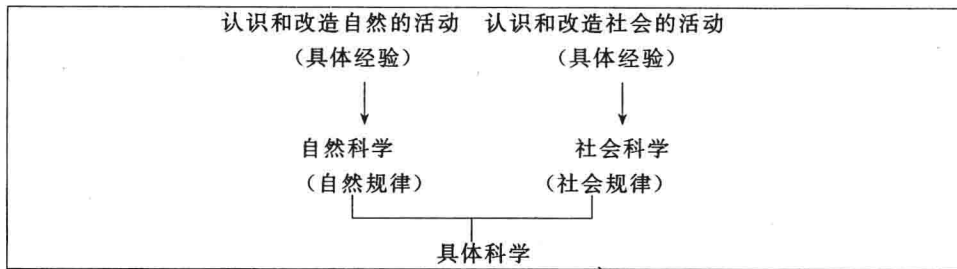 认识和改造自然的活动 认识和改造社会的活动
（具体经验） （具体经验）
自然科学 社会科学
（自然规律） （社会规律）
具体科学